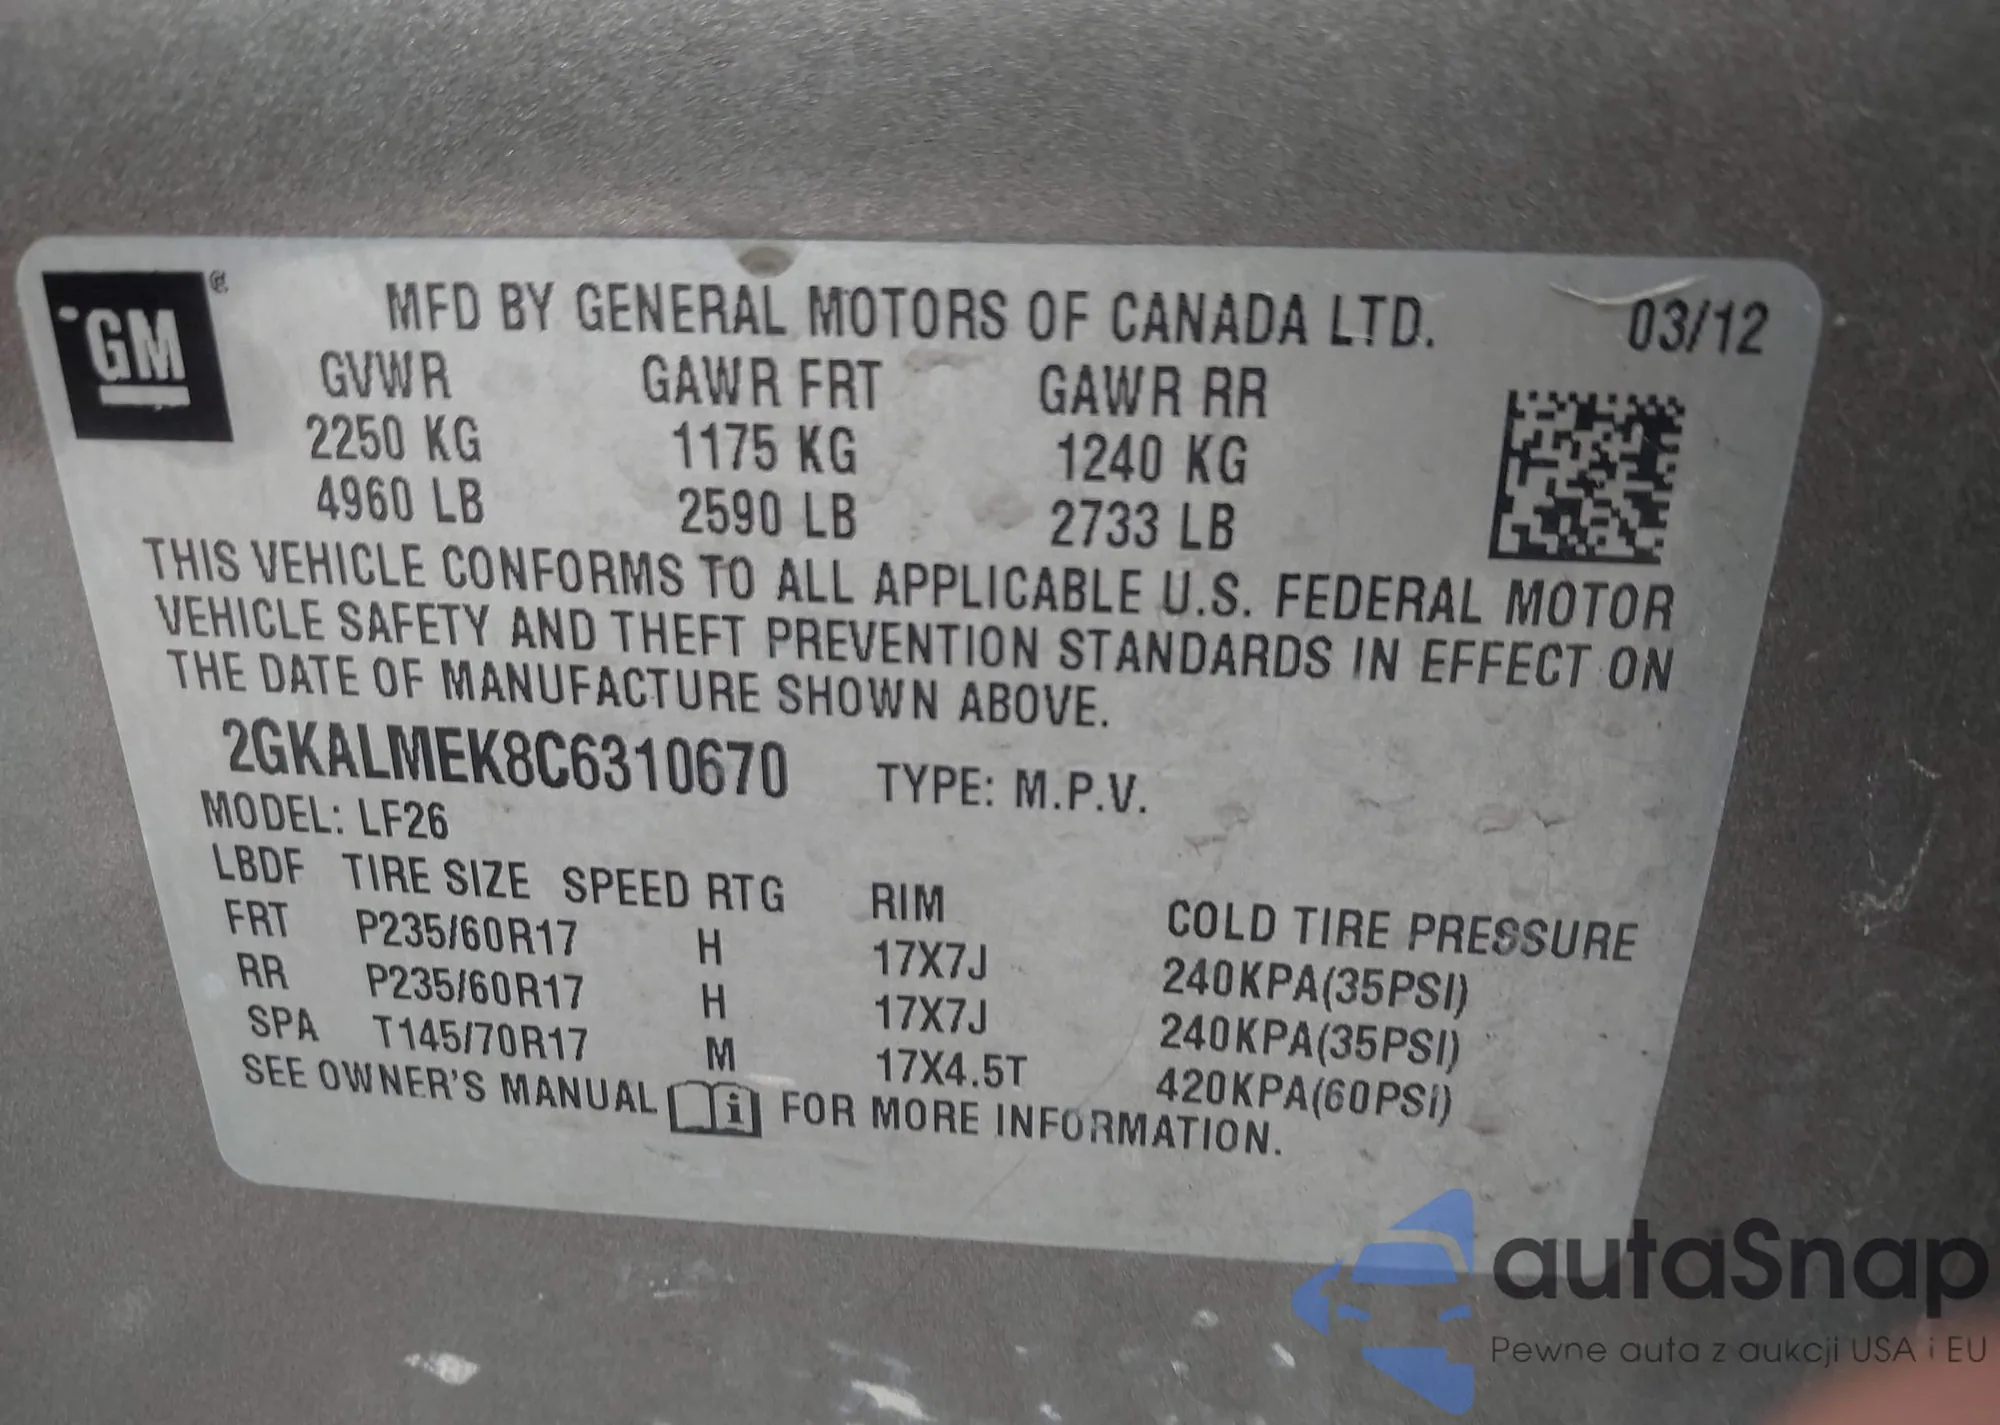 GM ®
MFD BY GENERAL MOTORS OF CANADA LTD. 03/12
GVWR GAWR FRT GAWR RR
2250 KG 1175 KG 1240 KG
4960 LB 2590 LB 2733 LB
THIS VEHICLE CONFORMS TO ALL APPLICABLE U.S. FEDERAL MOTOR
VEHICLE SAFETY AND THEFT PREVENTION STANDARDS IN EFFECT ON
THE DATE OF MANUFACTURE SHOWN ABOVE.
2GKALMEK8C6310670 TYPE: M.P.V.
MODEL: LF26
LBDF TIRE SIZE SPEED RTG RIM COLD TIRE PRESSURE
FRT P235/60R17 H 17X7J 240KPA(35PSI)
RR P235/60R17 H 17X7J 240KPA(35PSI)
SPA T145/70R17 M 17X4.5T 420KPA(60PSI)
SEE OWNER'S MANUAL i FOR MORE INFORMATION.
autaSnap
Pewne auta z aukcji USA i EU